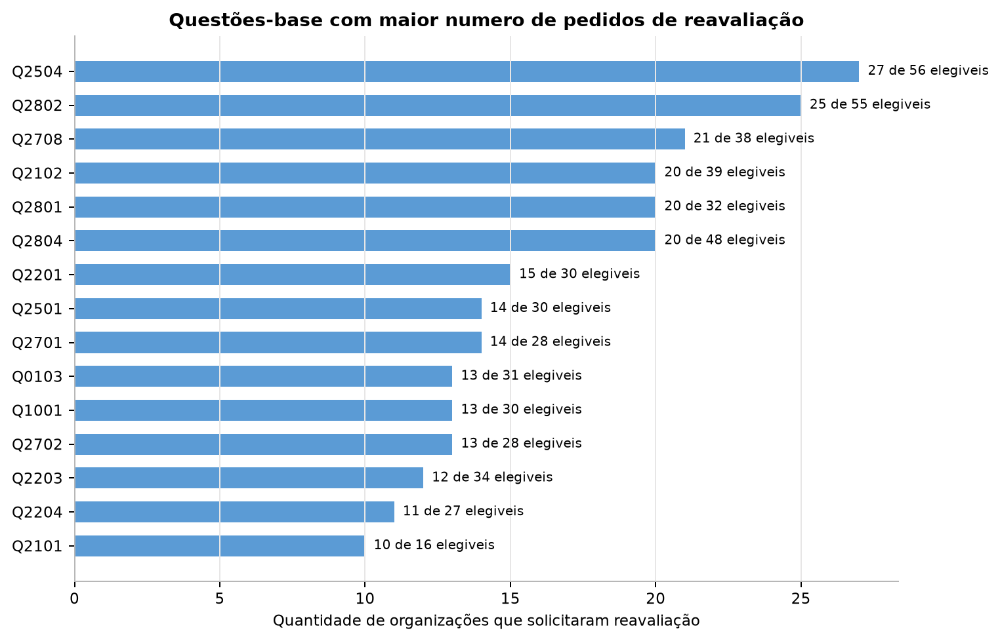 Questões-base com maior numero de pedidos de reavaliação
Q2504 27 de 56 elegiveis
Q2802 25 de 55 elegiveis
Q2708 21 de 38 elegiveis
Q2102 20 de 39 elegiveis
Q2801 20 de 32 elegiveis
Q2804 20 de 48 elegiveis
Q2201 15 de 30 elegiveis
Q2501 14 de 30 elegiveis
Q2701 14 de 28 elegiveis
Q0103 13 de 31 elegiveis
Q1001 13 de 30 elegiveis
Q2702 13 de 28 elegiveis
Q2203 12 de 34 elegiveis
Q2204 11 de 27 elegiveis
Q2101 10 de 16 elegiveis
0 5 10 15 20 25
Quantidade de organizações que solicitaram reavaliação